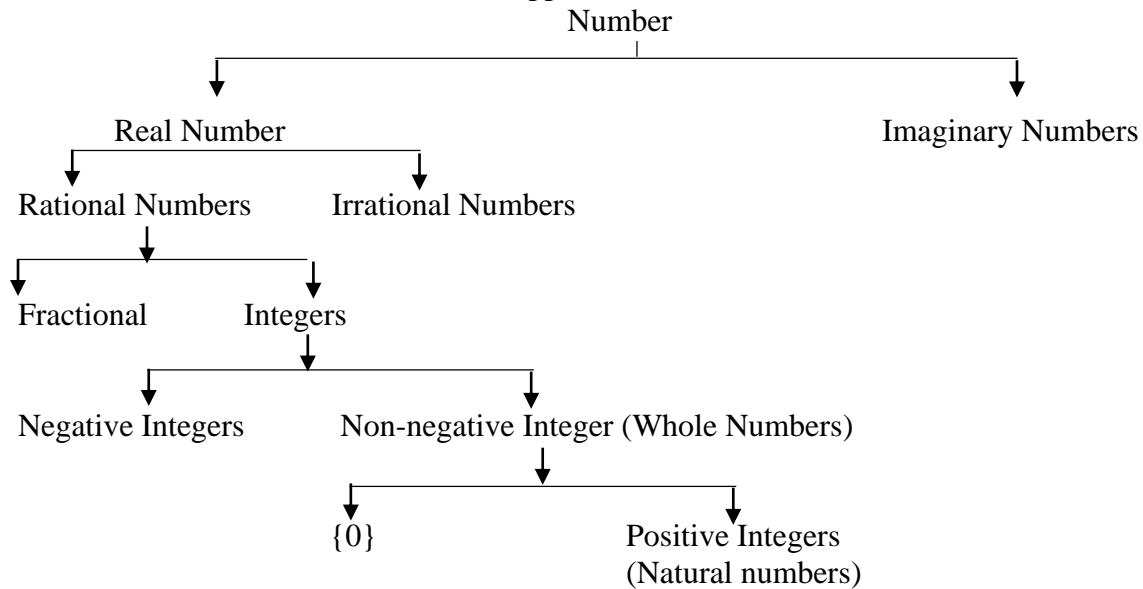 Number
Real Number Imaginary Numbers
Rational Numbers Irrational Numbers
Fractional Integers
Negative Integers Non-negative Integer (Whole Numbers)
{0} Positive Integers
(Natural numbers)